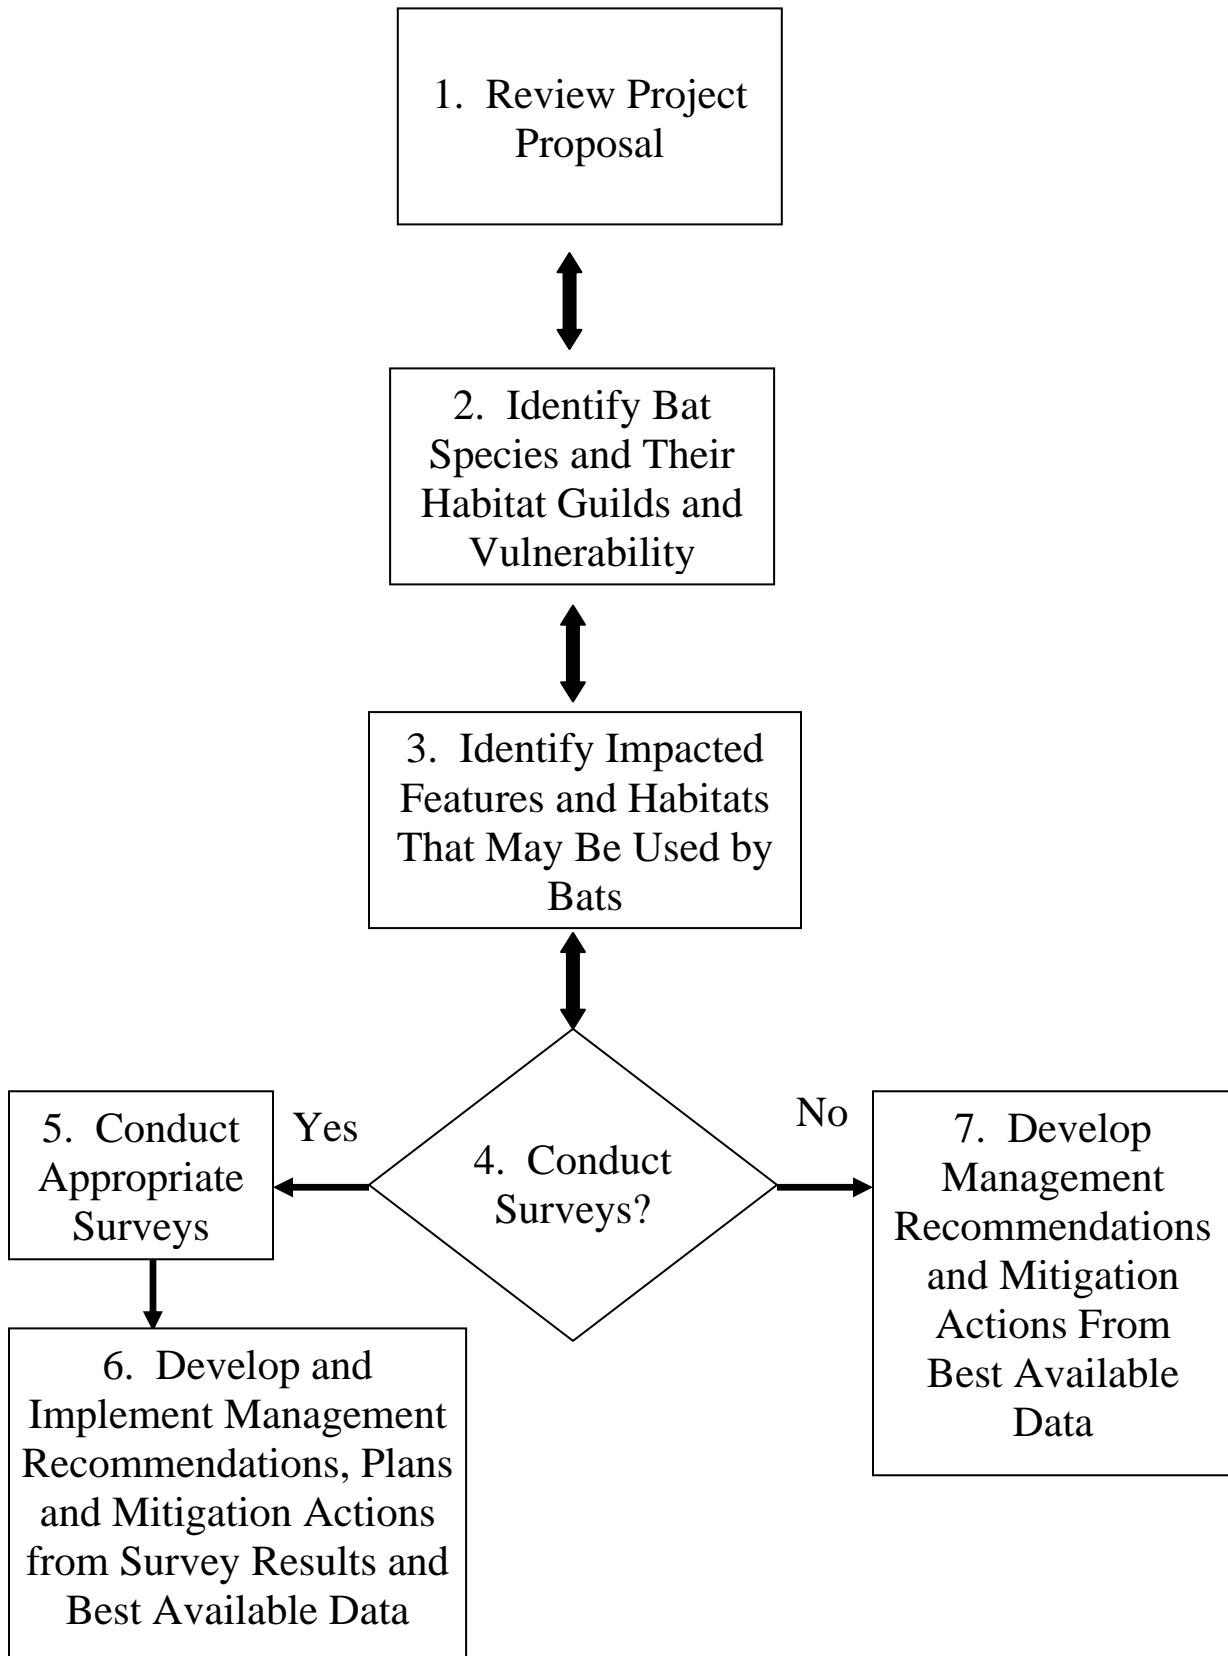 1. Review Project
Proposal
2. Identify Bat
Species and Their
Habitat Guilds and
Vulnerability
3. Identify Impacted
Features and Habitats
That May Be Used by
Bats
4. Conduct
Surveys?
Yes
No
5. Conduct
Appropriate
Surveys
6. Develop and
Implement Management
Recommendations, Plans
and Mitigation Actions
from Survey Results and
Best Available Data
7. Develop
Management
Recommendations
and Mitigation
Actions From
Best Available
Data